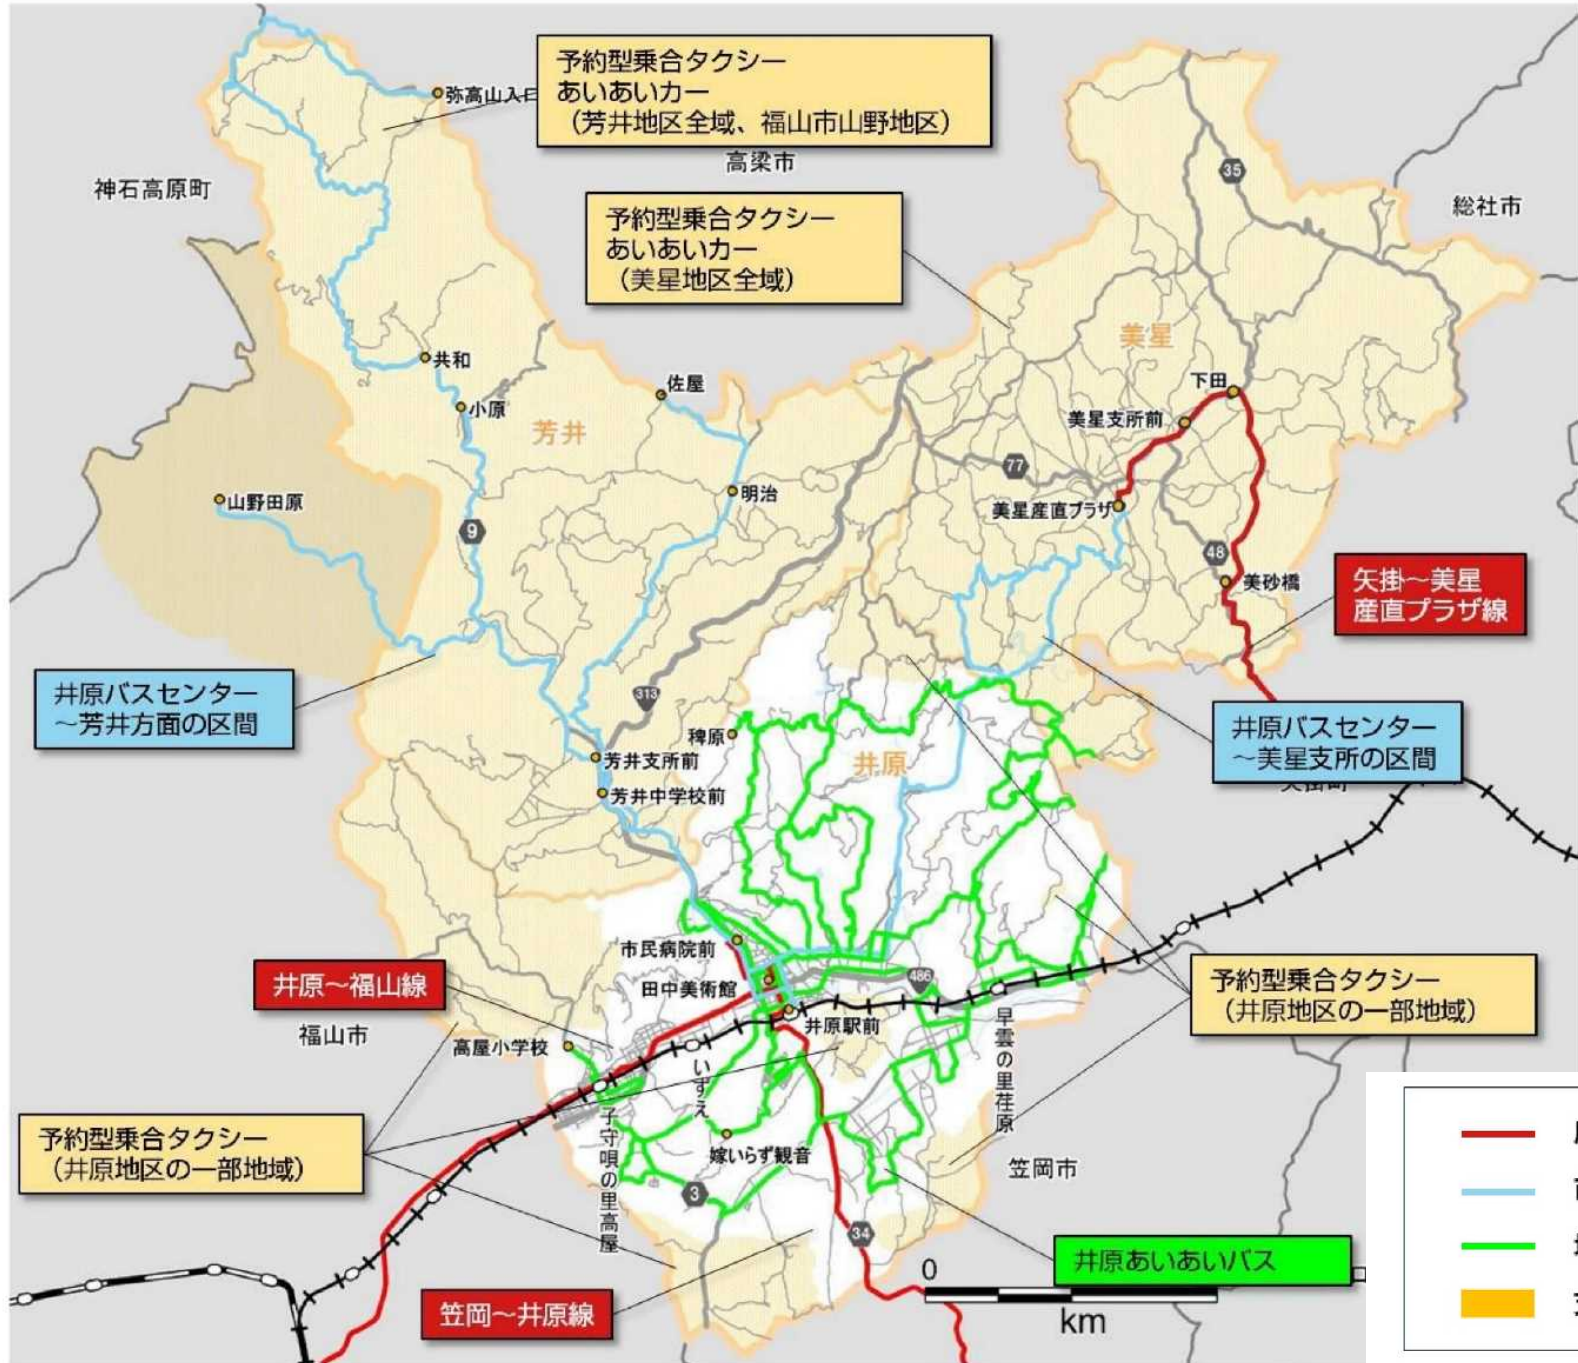 予約型乗合タクシー
あいあいカー
（芳井地区全域、福山市山野地区）
弥高山入口
高梁市
神石高原町
予約型乗合タクシー
あいあいカー
（美星地区全域）
35
総社市
美星
共和
小原
佐屋
芳井
下田
美星支所前
77
山野田原
明治
美星産直プラザ
9
48
美砂橋
矢掛～美星
産直プラザ線
井原バスセンター
～芳井方面の区間
313
稗原
井原
井原バスセンター
～美星支所の区間
芳井支所前
芳井中学校前
市民病院前
田中美術館
486
井原～福山線
予約型乗合タクシー
（井原地区の一部地域）
井原駅前
福山市
高屋小学校
いずえ
早雲の里荏原
子守唄の里高屋
予約型乗合タクシー
（井原地区の一部地域）
嫁いらず観音
笠岡市
3
34
井原あいあいバス
笠岡～井原線
0
km